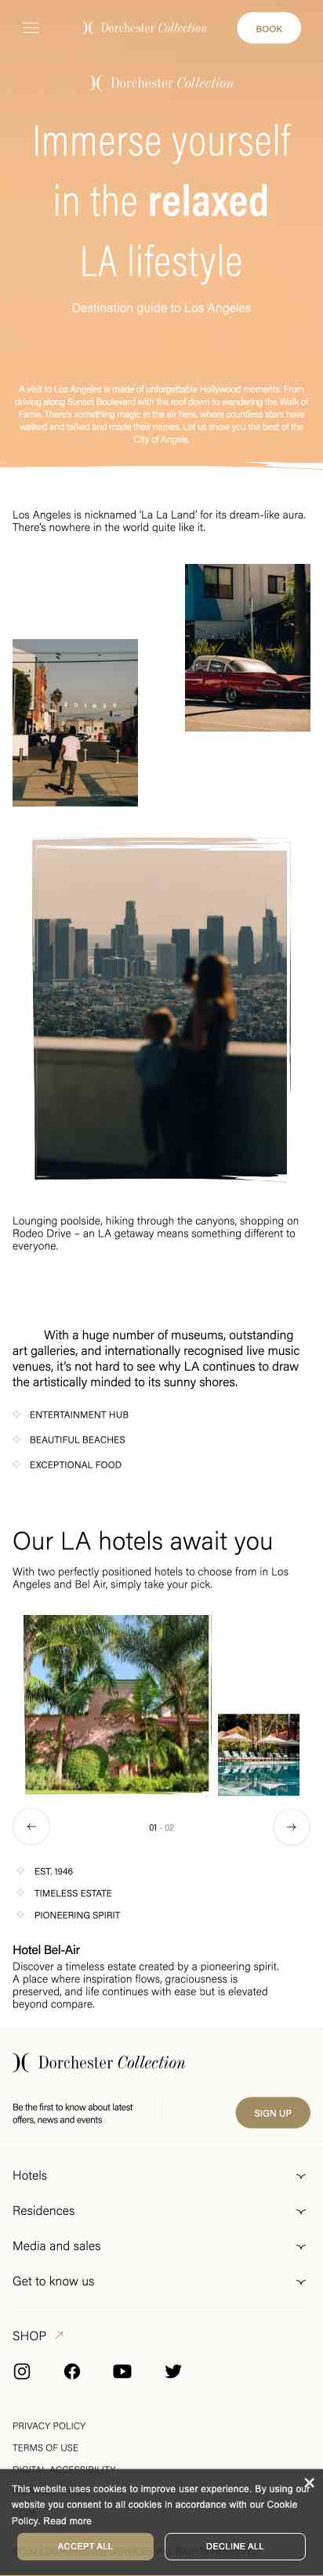 Dorchester Collection
BOOK
Dorchester Collection
Immerse yourself
in the relaxed
LA lifestyle
Destination guide to Los Angeles
A visit to Los Angeles is made of unforgettable Hollywood moments. From
driving along Sunset Boulevard with the roof down to wandering the Walk of
Fame. There's something magic in the air here, where countless stars have
walked and talked and made their names. Let us show you the best of the
City of Angels.
Los Angeles is nicknamed 'La La Land' for its dream-like aura.
There's nowhere in the world quite like it.
Lounging poolside, hiking through the canyons, shopping on
Rodeo Drive – an LA getaway means something different to
everyone.
With a huge number of museums, outstanding
art galleries, and internationally recognised live music
venues, it's not hard to see why LA continues to draw
the artistically minded to its sunny shores.
ENTERTAINMENT HUB
BEAUTIFUL BEACHES
EXCEPTIONAL FOOD
Our LA hotels await you
With two perfectly positioned hotels to choose from in Los
Angeles and Bel Air, simply take your pick.
01 - 02
EST. 1946
TIMELESS ESTATE
PIONEERING SPIRIT
Hotel Bel-Air
Discover a timeless estate created by a pioneering spirit.
A place where inspiration flows, graciousness is
preserved, and life continues with ease but is elevated
beyond compare.
Dorchester Collection
Be the first to know about latest
offers, news and events
SIGN UP
Hotels
Residences
Media and sales
Get to know us
SHOP
PRIVACY POLICY
TERMS OF USE
DIGITAL ACCESSIBILITY
This website uses cookies to improve user experience. By using our
website you consent to all cookies in accordance with our Cookie
Policy. Read more
ACCEPT ALL
DECLINE ALL